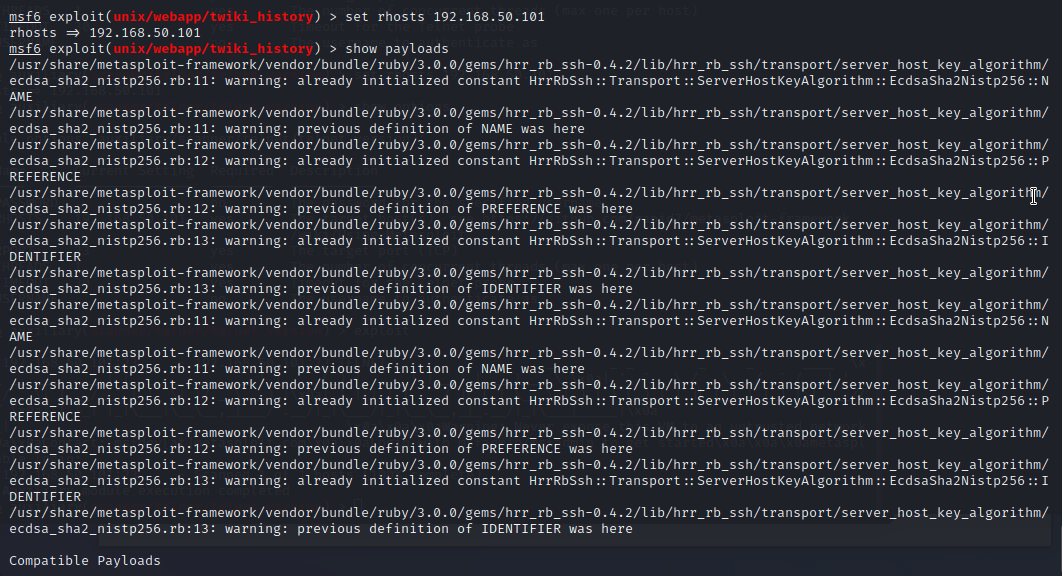 msf6 exploit(unix/webapp/twiki_history) > set rhosts 192.168.50.101
rhosts ⇒ 192.168.50.101
msf6 exploit(unix/webapp/twiki_history) > show payloads
/usr/share/metasploit-framework/vendor/bundle/ruby/3.0.0/gems/hrr_rb_ssh-0.4.2/lib/hrr_rb_ssh/transport/server_host_key_algorithm/
ecdsa_sha2_nistp256.rb:11: warning: already initialized constant HrrRbSsh::Transport::ServerHostKeyAlgorithm::EcdsaSha2Nistp256::N
AME
/usr/share/metasploit-framework/vendor/bundle/ruby/3.0.0/gems/hrr_rb_ssh-0.4.2/lib/hrr_rb_ssh/transport/server_host_key_algorithm/
ecdsa_sha2_nistp256.rb:11: warning: previous definition of NAME was here
/usr/share/metasploit-framework/vendor/bundle/ruby/3.0.0/gems/hrr_rb_ssh-0.4.2/lib/hrr_rb_ssh/transport/server_host_key_algorithm/
ecdsa_sha2_nistp256.rb:12: warning: already initialized constant HrrRbSsh::Transport::ServerHostKeyAlgorithm::EcdsaSha2Nistp256::P
REFERENCE
/usr/share/metasploit-framework/vendor/bundle/ruby/3.0.0/gems/hrr_rb_ssh-0.4.2/lib/hrr_rb_ssh/transport/server_host_key_algorithm/
ecdsa_sha2_nistp256.rb:12: warning: previous definition of PREFERENCE was here
/usr/share/metasploit-framework/vendor/bundle/ruby/3.0.0/gems/hrr_rb_ssh-0.4.2/lib/hrr_rb_ssh/transport/server_host_key_algorithm/
ecdsa_sha2_nistp256.rb:13: warning: already initialized constant HrrRbSsh::Transport::ServerHostKeyAlgorithm::EcdsaSha2Nistp256::I
DENTIFIER
/usr/share/metasploit-framework/vendor/bundle/ruby/3.0.0/gems/hrr_rb_ssh-0.4.2/lib/hrr_rb_ssh/transport/server_host_key_algorithm/
ecdsa_sha2_nistp256.rb:13: warning: previous definition of IDENTIFIER was here
/usr/share/metasploit-framework/vendor/bundle/ruby/3.0.0/gems/hrr_rb_ssh-0.4.2/lib/hrr_rb_ssh/transport/server_host_key_algorithm/
ecdsa_sha2_nistp256.rb:11: warning: already initialized constant HrrRbSsh::Transport::ServerHostKeyAlgorithm::EcdsaSha2Nistp256::N
AME
/usr/share/metasploit-framework/vendor/bundle/ruby/3.0.0/gems/hrr_rb_ssh-0.4.2/lib/hrr_rb_ssh/transport/server_host_key_algorithm/
ecdsa_sha2_nistp256.rb:11: warning: previous definition of NAME was here
/usr/share/metasploit-framework/vendor/bundle/ruby/3.0.0/gems/hrr_rb_ssh-0.4.2/lib/hrr_rb_ssh/transport/server_host_key_algorithm/
ecdsa_sha2_nistp256.rb:12: warning: already initialized constant HrrRbSsh::Transport::ServerHostKeyAlgorithm::EcdsaSha2Nistp256::P
REFERENCE
/usr/share/metasploit-framework/vendor/bundle/ruby/3.0.0/gems/hrr_rb_ssh-0.4.2/lib/hrr_rb_ssh/transport/server_host_key_algorithm/
ecdsa_sha2_nistp256.rb:12: warning: previous definition of PREFERENCE was here
/usr/share/metasploit-framework/vendor/bundle/ruby/3.0.0/gems/hrr_rb_ssh-0.4.2/lib/hrr_rb_ssh/transport/server_host_key_algorithm/
ecdsa_sha2_nistp256.rb:13: warning: already initialized constant HrrRbSsh::Transport::ServerHostKeyAlgorithm::EcdsaSha2Nistp256::I
DENTIFIER
/usr/share/metasploit-framework/vendor/bundle/ruby/3.0.0/gems/hrr_rb_ssh-0.4.2/lib/hrr_rb_ssh/transport/server_host_key_algorithm/
ecdsa_sha2_nistp256.rb:13: warning: previous definition of IDENTIFIER was here
Compatible Payloads